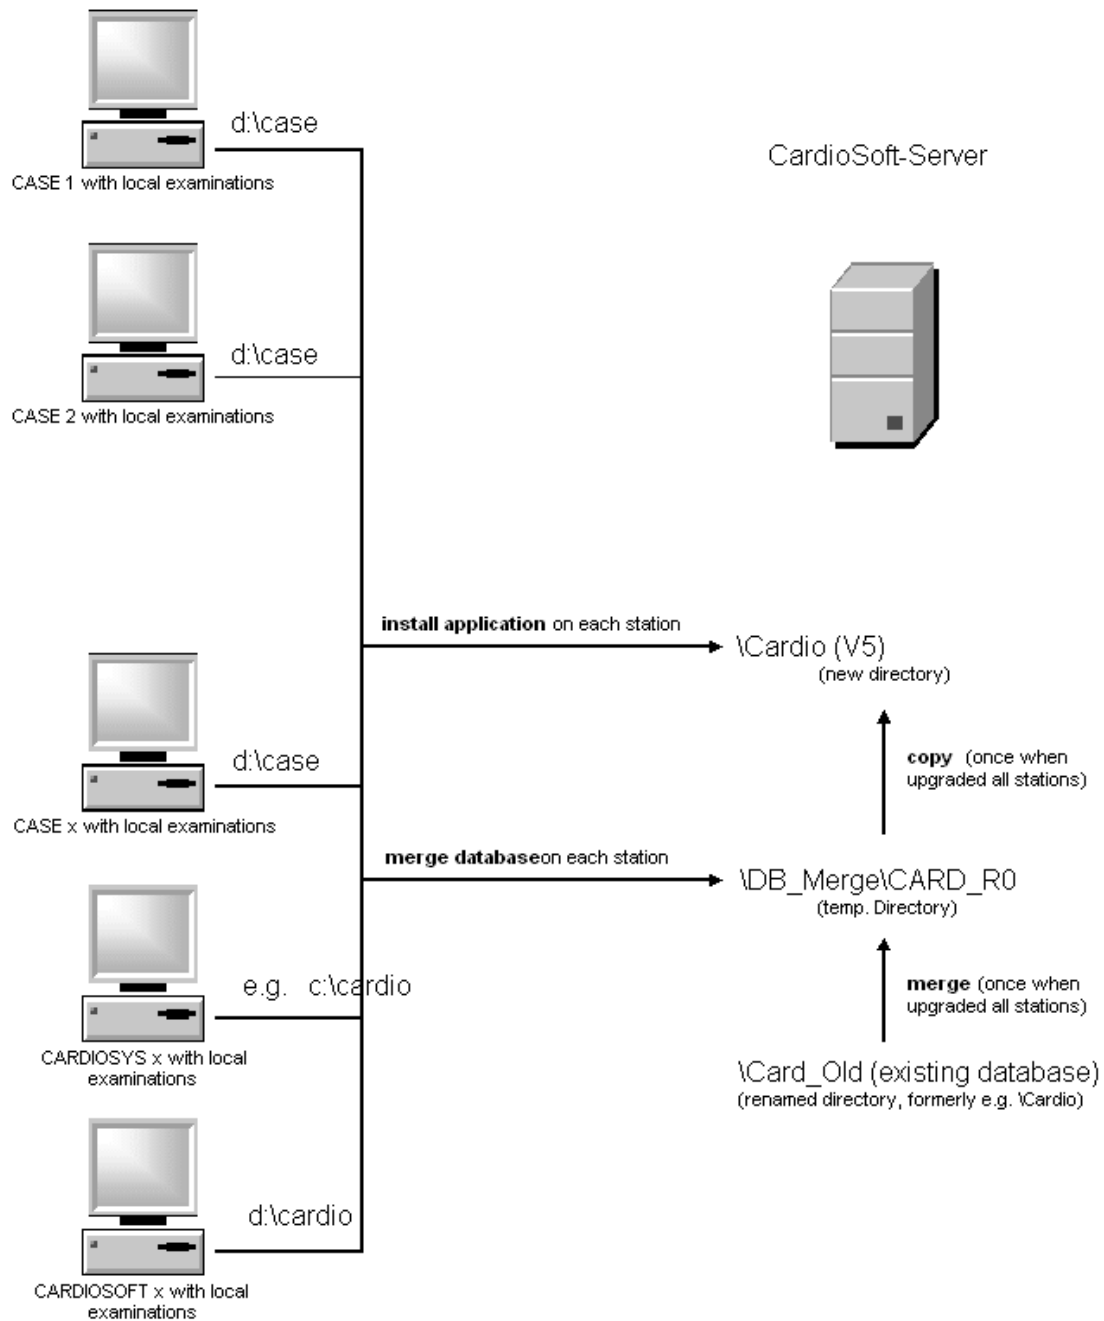 d:\case
CASE 1 with local examinations
CardioSoft-Server
d:\case
CASE 2 with local examinations
install application on each station
\Cardio (V5)
(new directory)
d:\case
CASE x with local examinations
copy (once when
upgraded all stations)
merge databaseon each station
\DB_Merge\CARD_R0
(temp. Directory)
e.g. c:\cardio
CARDIOSYS x with local
examinations
merge (once when
upgraded all stations)
\Card_Old (existing database)
(renamed directory, formerly e.g. \Cardio)
d:\cardio
CARDIOSOFT x with local
examinations